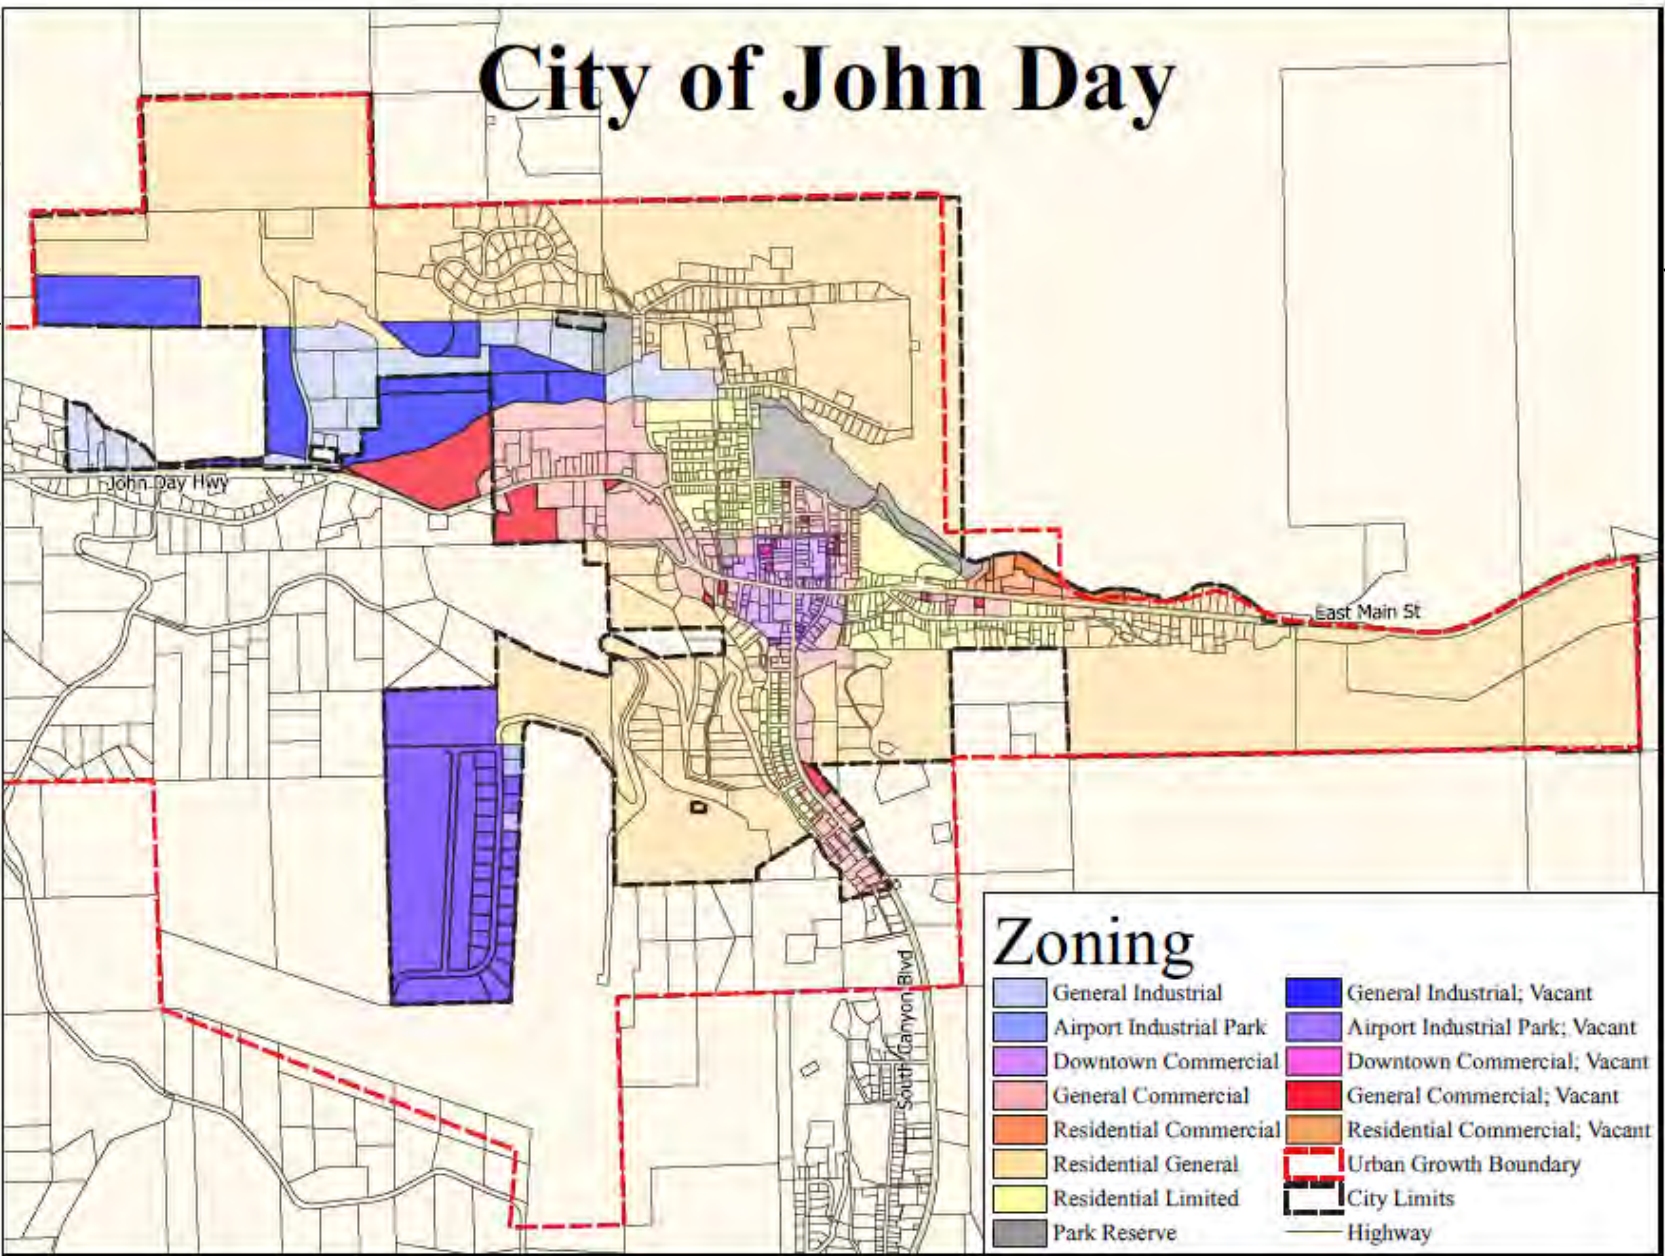 City of John Day
John Day Hwy
East Main St
South Canyon Blvd
Zoning
General Industrial
Airport Industrial Park
Downtown Commercial
General Commercial
Residential Commercial
Residential General
Residential Limited
Park Reserve
General Industrial; Vacant
Airport Industrial Park; Vacant
Downtown Commercial; Vacant
General Commercial; Vacant
Residential Commercial; Vacant
Urban Growth Boundary
City Limits
Highway